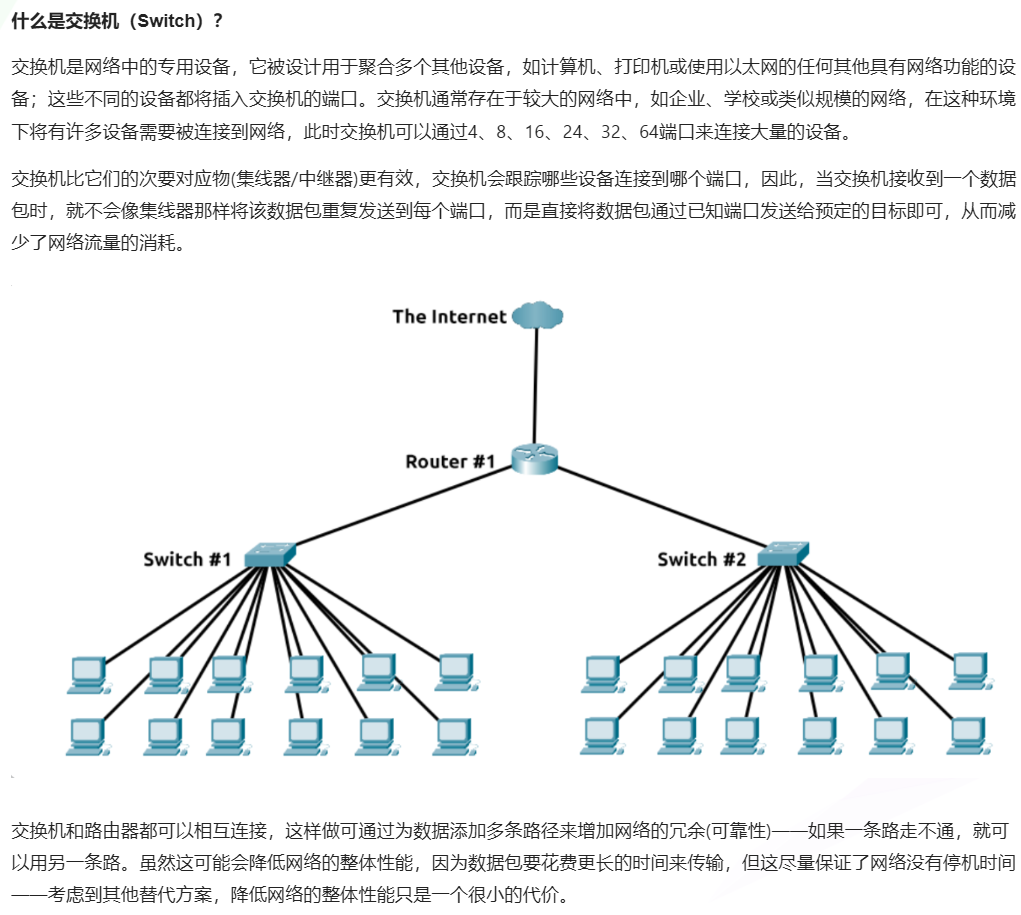 什么是交换机（Switch）?
交换机是网络中的专用设备，它被设计用于聚合多个其他设备，如计算机、打印机或使用以太网的任何其他具有网络功能的设
备；这些不同的设备都将插入交换机的端口。交换机通常存在于较大的网络中，如企业、学校或类似规模的网络，在这种环境
下将有许多设备需要被连接到网络，此时交换机可以通过4、8、16、24、32、64端口来连接大量的设备。
交换机比它们的次要对应物(集线器/中继器)更有效，交换机会跟踪哪些设备连接到哪个端口，因此，当交换机接收到一个数据
包时，就不会像集线器那样将该数据包重复发送到每个端口，而是直接将数据包通过已知端口发送给预定的目标即可，从而减
少了网络流量的消耗。
The Internet
Router #1
Switch #1
Switch #2
交换机和路由器都可以相互连接，这样做可通过为数据添加多条路径来增加网络的冗余(可靠性)——如果一条路走不通，就可
以用另一条路。虽然这可能会降低网络的整体性能，因为数据包要花费更长的时间来传输，但这尽量保证了网络没有停机时间
——考虑到其他替代方案，降低网络的整体性能只是一个很小的代价。